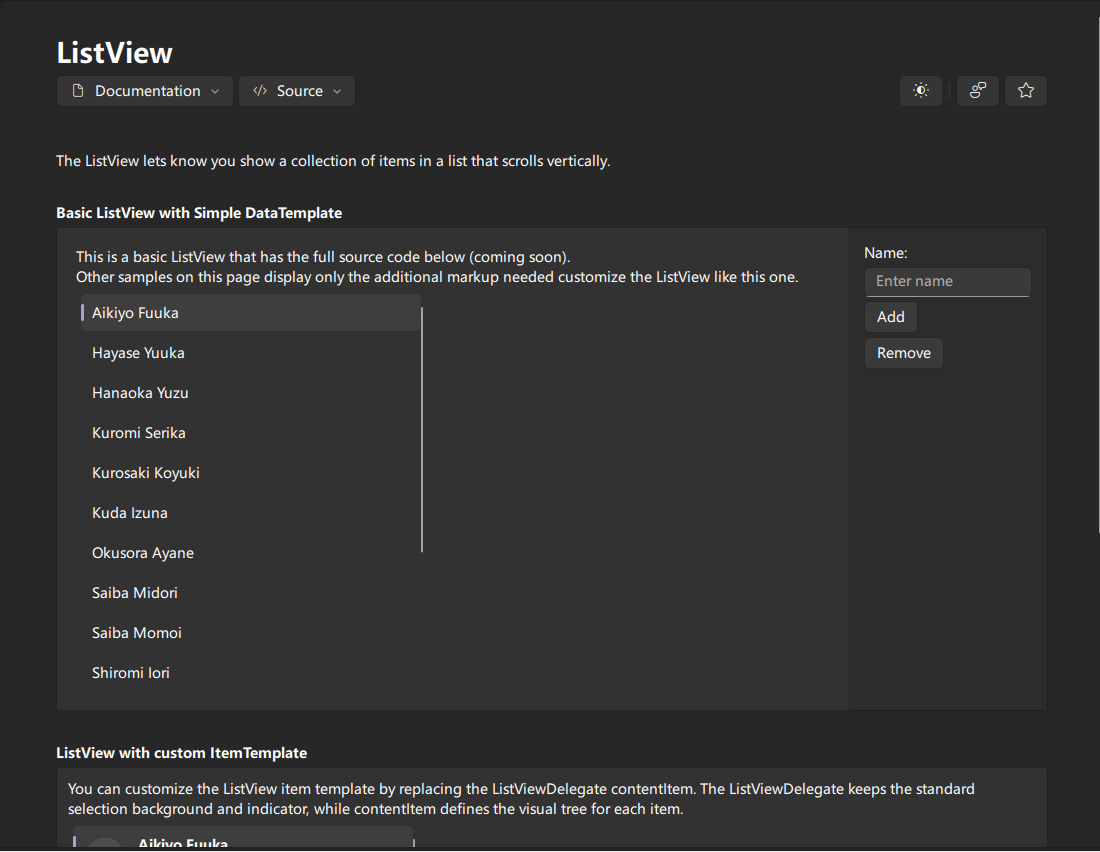 ListView
Documentation
Source
The ListView lets know you show a collection of items in a list that scrolls vertically.
Basic ListView with Simple DataTemplate
This is a basic ListView that has the full source code below (coming soon).
Other samples on this page display only the additional markup needed customize the ListView like this one.
Aikiyo Fuuka
Hayase Yuuka
Hanaoka Yuzu
Kuromi Serika
Kurosaki Koyuki
Kuda Izuna
Okusora Ayane
Saiba Midori
Saiba Momoi
Shiromi Iori
Name:
Enter name
Add
Remove
ListView with custom ItemTemplate
You can customize the ListView item template by replacing the ListViewDelegate contentItem. The ListViewDelegate keeps the standard
selection background and indicator, while contentItem defines the visual tree for each item.
Aikiyo Fuuka